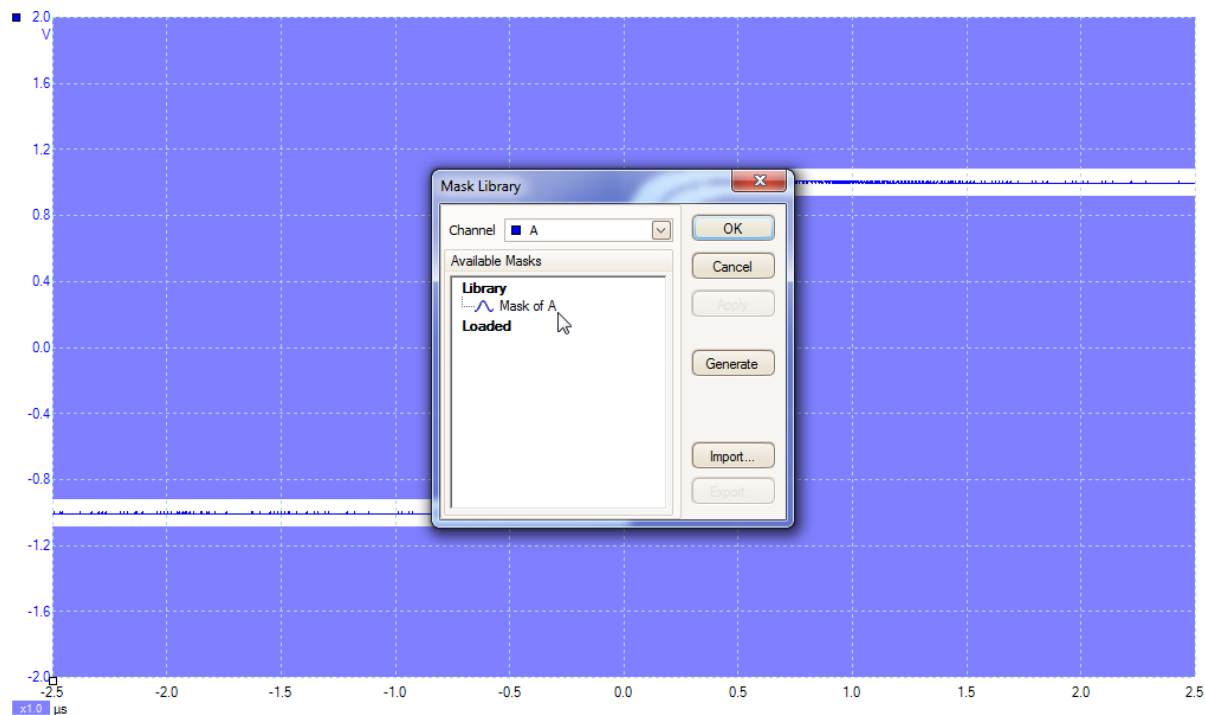 2.0
V
1.6
1.2
0.8
0.4
0.0
-0.4
-0.8
-1.2
-1.6
-2.0
Mask Library
Channel A
Available Masks
Library
Mask of A
Loaded
OK
Cancel
Apply
Generate
Import...
Export...
-2.5 -2.0 -1.5 -1.0 -0.5 0.0 0.5 1.0 1.5 2.0 2.5
x1.0 µs